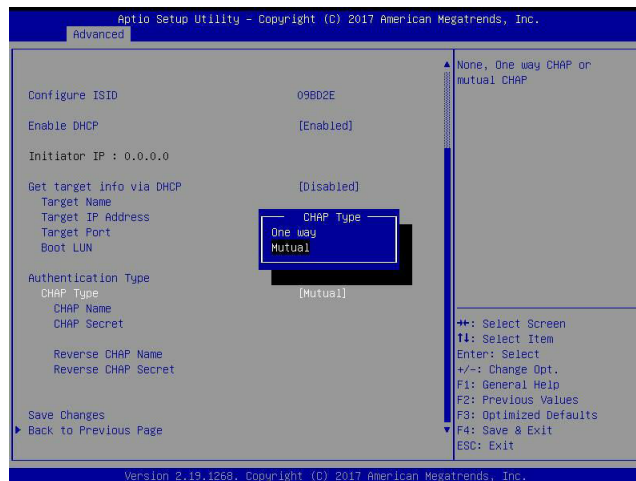 Aptio Setup Utility – Copyright (C) 2017 American Megatrends, Inc.
Advanced
Configure ISID 09BD2E
Enable DHCP [Enabled]
Initiator IP : 0.0.0.0
Get target info via DHCP [Disabled]
Target Name
Target IP Address
Target Port
Boot LUN
CHAP Type
One way
Mutual
Authentication Type
CHAP Type [Mutual]
CHAP Name
CHAP Secret
Reverse CHAP Name
Reverse CHAP Secret
Save Changes
Back to Previous Page
None, One way CHAP or
mutual CHAP
→←: Select Screen
↑↓: Select Item
Enter: Select
+/-: Change Opt.
F1: General Help
F2: Previous Values
F3: Optimized Defaults
F4: Save & Exit
ESC: Exit
Version 2.19.1268. Copyright (C) 2017 American Megatrends, Inc.